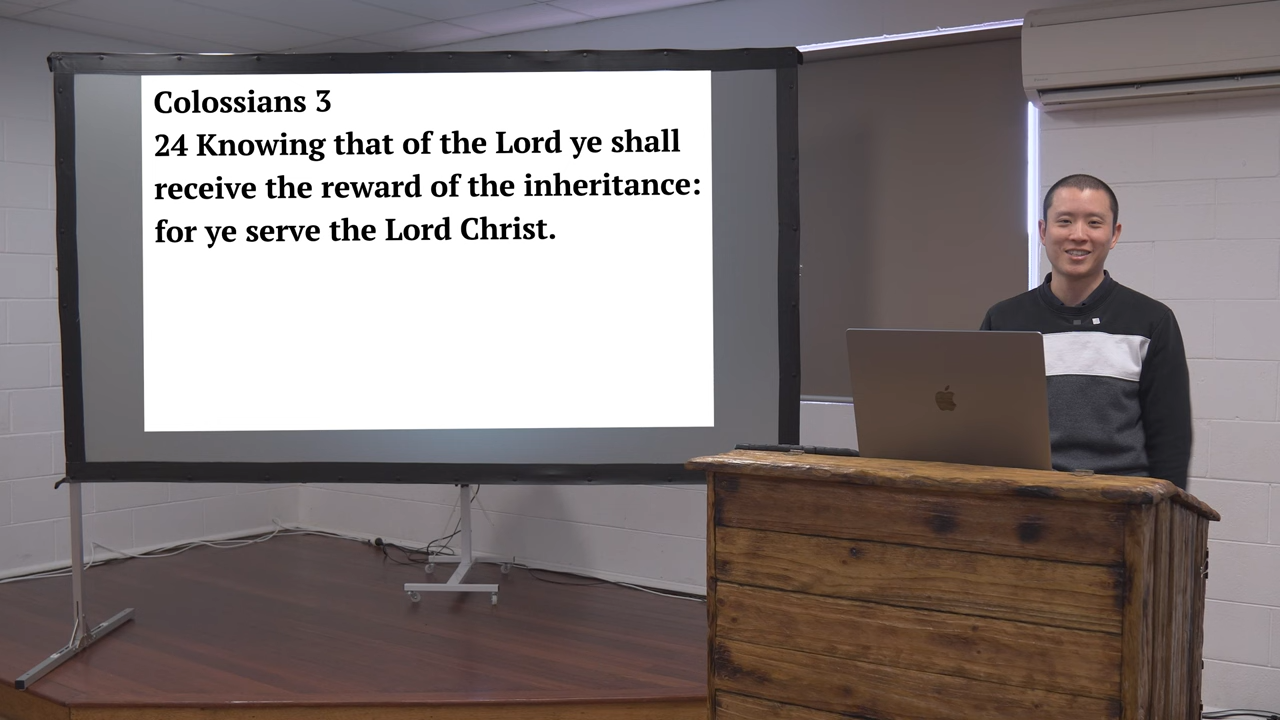 Colossians 3
24 Knowing that of the Lord ye shall
receive the reward of the inheritance:
for ye serve the Lord Christ.